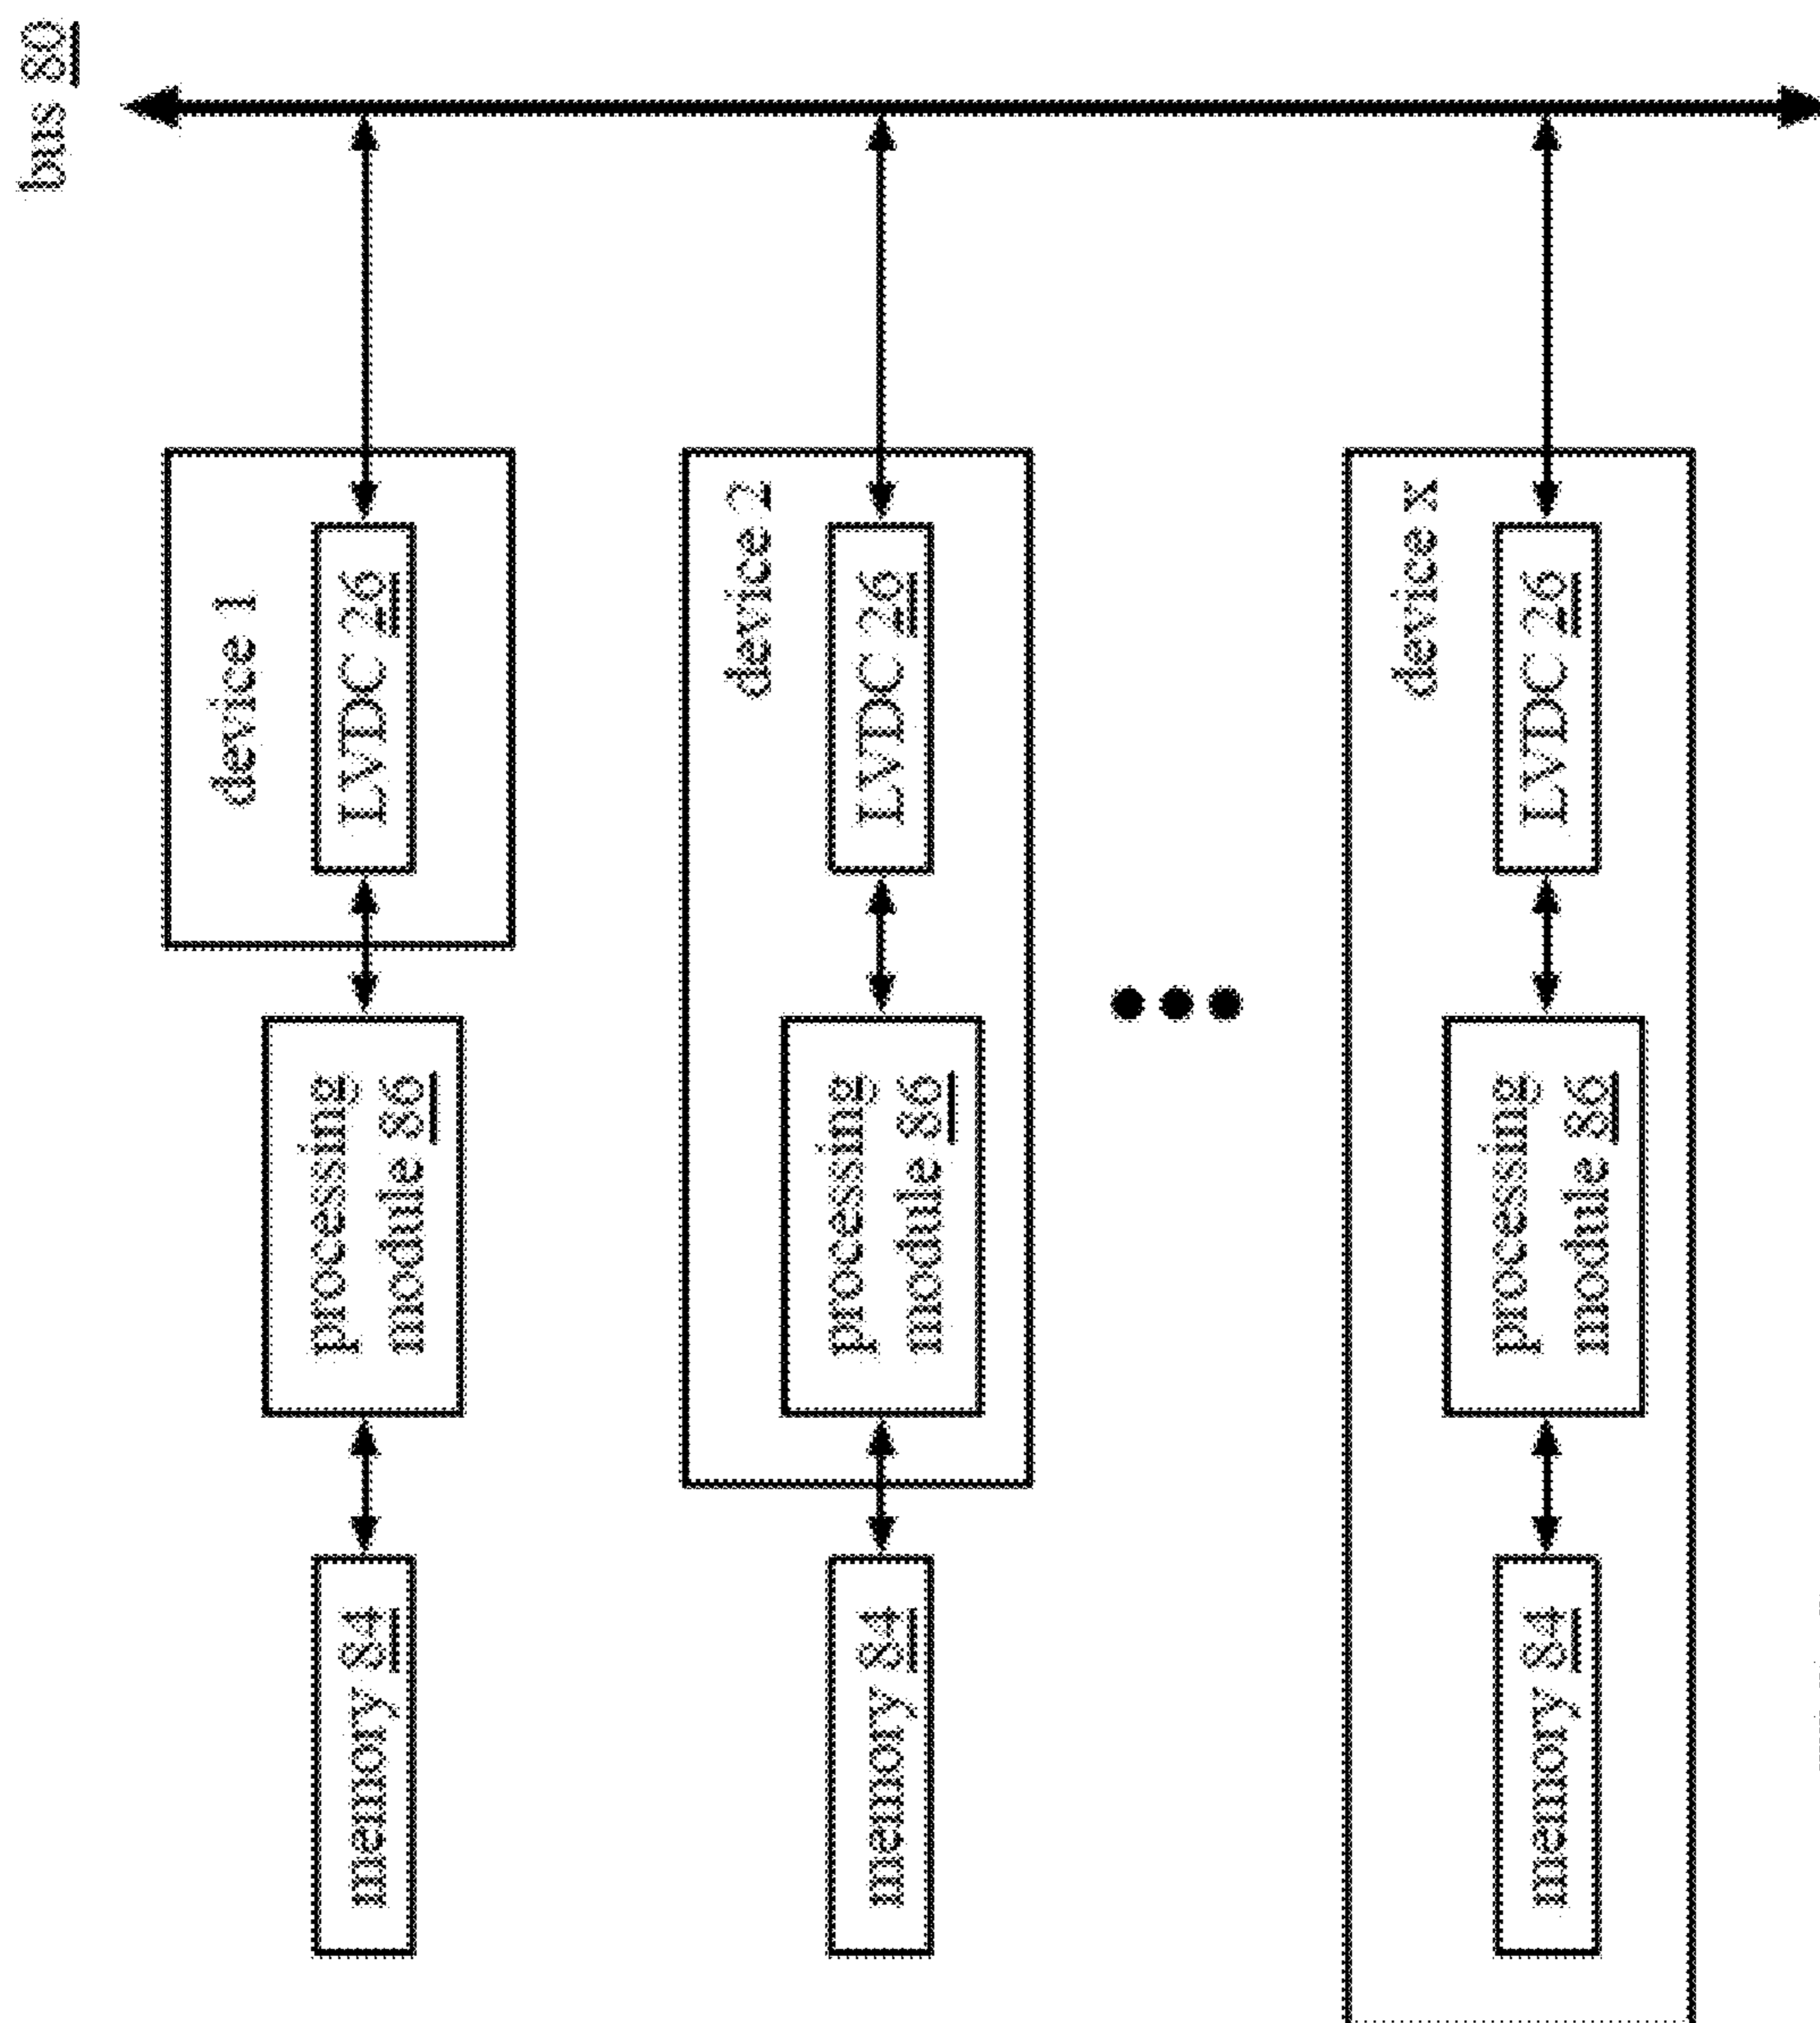 bus 80
device 1
LVDC 26
processing
module 86
memory 84
device 2
LVDC 26
processing
module 86
memory 84
device x
LVDC 26
processing
module 86
memory 84